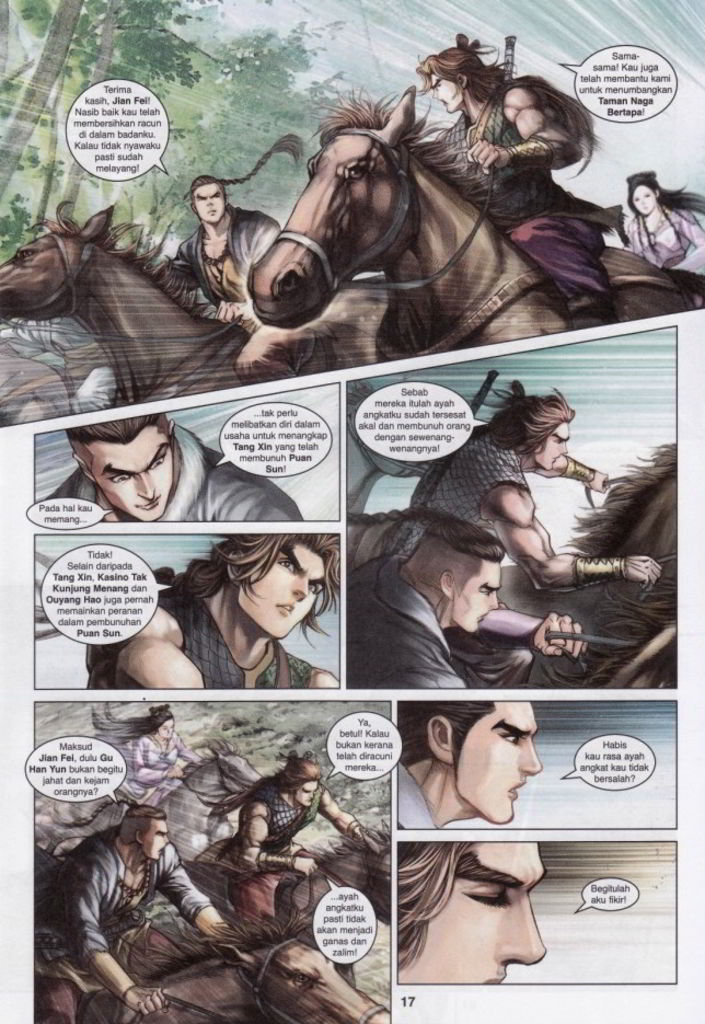 Terima
kasih, Jian Fei!
Nasib baik kau telah
membersihkan racun
di dalam badanku.
Kalau tidak nyawaku
pasti sudah
melayang!
Sama-
sama! Kau juga
telah membantu kami
untuk menumbangkan
Taman Naga
Bertapa!
Pada hal kau
memang...
...tak perlu
melibatkan diri dalam
usaha untuk menangkap
Tang Xin yang telah
membunuh Puan
Sun!
Tidak!
Selain daripada
Tang Xin, Kasino Tak
Kunjung Menang dan
Ouyang Hao juga pernah
memainkan peranan
dalam pembunuhan
Puan Sun.
Sebab
mereka itulah ayah
angkatku sudah tersesat
akal dan membunuh orang
dengan sewenang-
wenangnya!
Maksud
Jian Fei, dulu Gu
Han Yun bukan begitu
jahat dan kejam
orangnya?
Ya,
betul! Kalau
bukan kerana
telah diracuni
mereka...
...ayah
angkatku
pasti tidak
akan menjadi
ganas dan
zalim!
Habis
kau rasa ayah
angkat kau tidak
bersalah?
Begitulah
aku fikir!
17